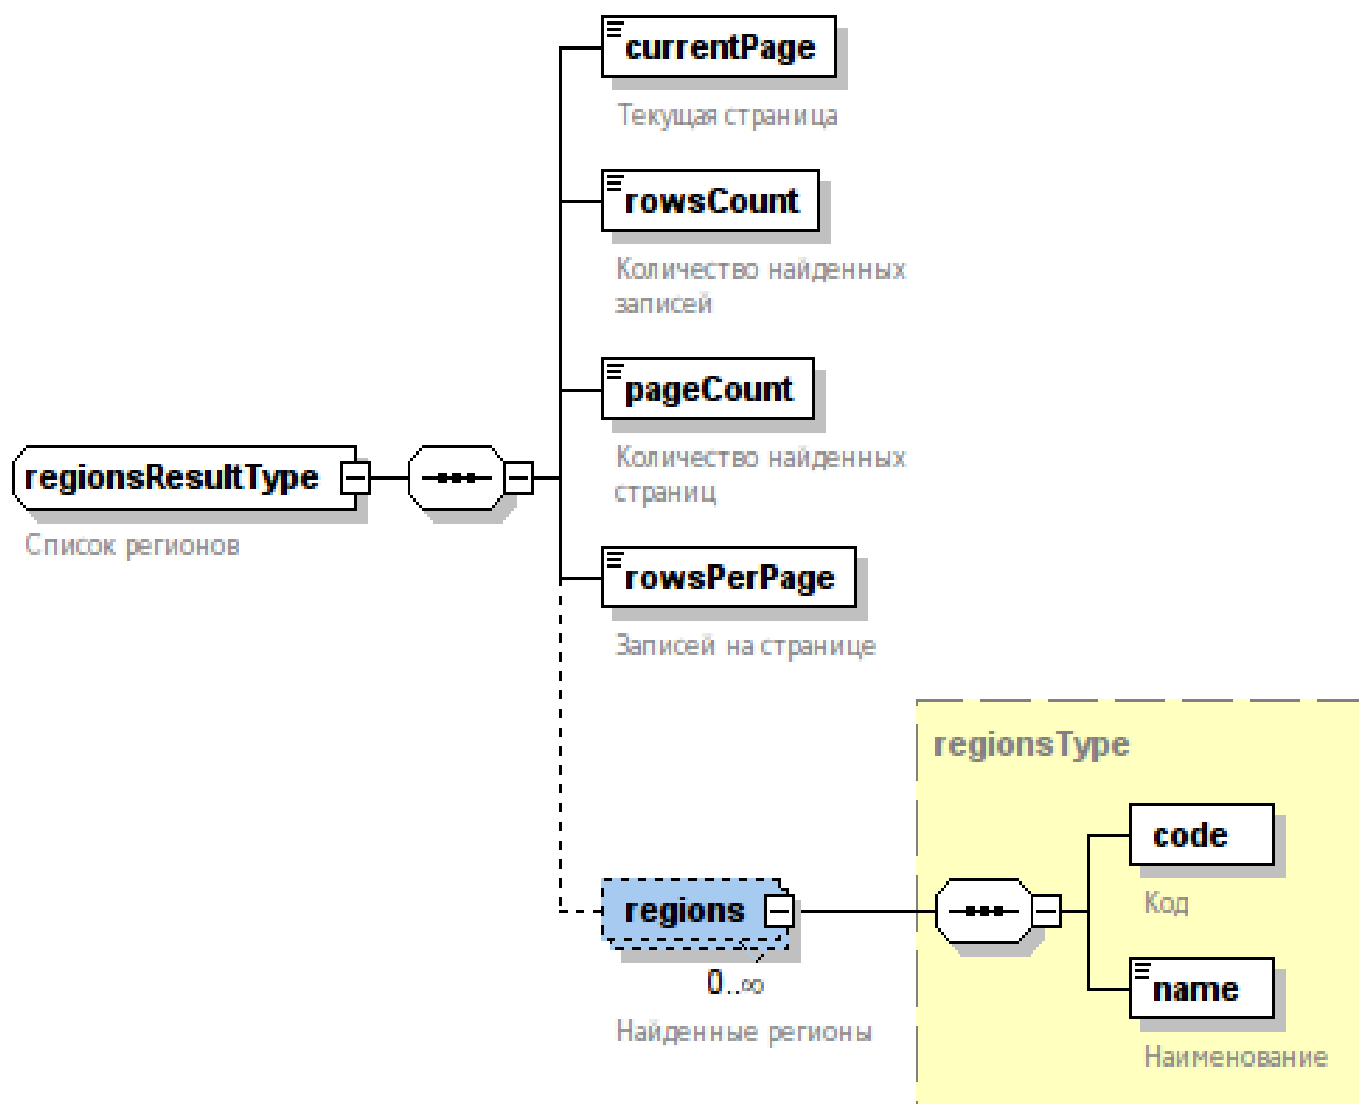 currentPage
Текущая страница
rowsCount
Количество найденных
записей
pageCount
Количество найденных
страниц
regionsResultType
Список регионов
rowsPerPage
Записей на странице
regionsType
code
Код
regions
0..∞
Найденные регионы
name
Наименование